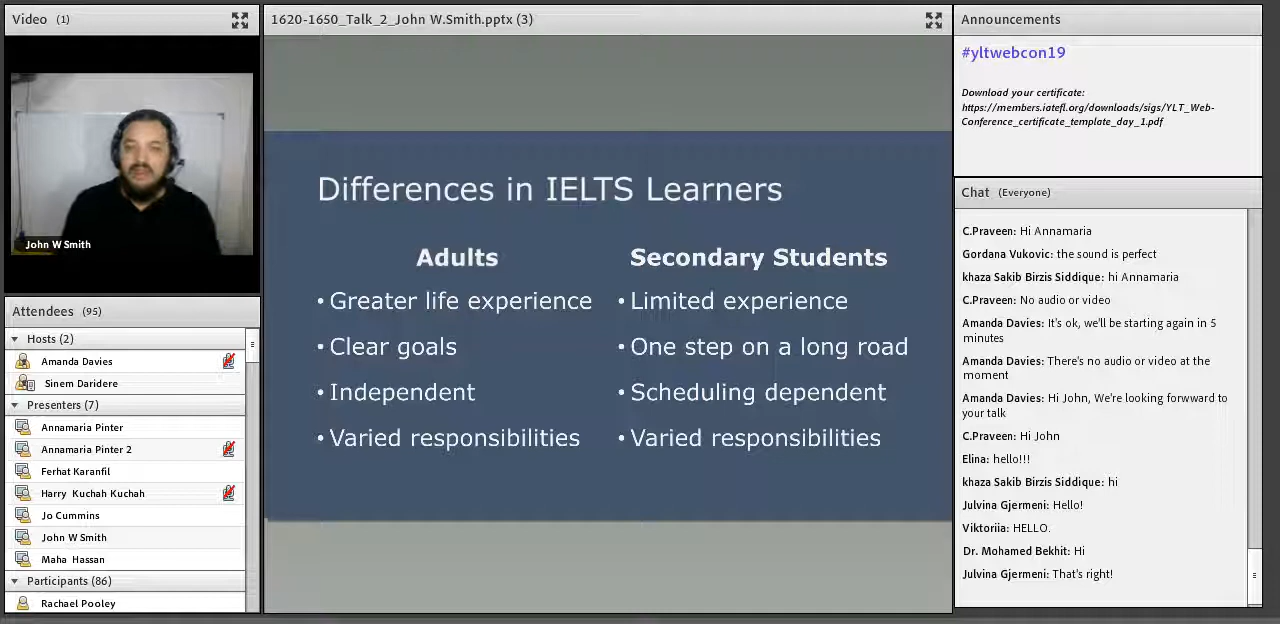 Video (1)
John W Smith
Attendees (95)
Hosts (2)
Amanda Davies
Sinem Daridere
Presenters (7)
Annamaria Pinter
Annamaria Pinter 2
Ferhat Karanfil
Harry Kuchah Kuchah
Jo Cummins
John W Smith
Maha Hassan
Participants (86)
Rachael Pooley
1620-1650_Talk_2_John W.Smith.pptx (3)
Differences in IELTS Learners
Adults
• Greater life experience
• Clear goals
• Independent
• Varied responsibilities
Secondary Students
• Limited experience
• One step on a long road
• Scheduling dependent
• Varied responsibilities
Announcements
#yltwebcon19
Download your certificate:
https://members.iatefl.org/downloads/sigs/YLT_Web-
Conference_certificate_template_day_1.pdf
Chat (Everyone)
C.Praveen: Hi Annamaria
Gordana Vukovic: the sound is perfect
khaza Sakib Birzis Siddique: hi Annamaria
C.Praveen: No audio or video
Amanda Davies: It's ok, we'll be starting again in 5
minutes
Amanda Davies: There's no audio or video at the
moment
Amanda Davies: Hi John, We're looking forwward to
your talk
C.Praveen: Hi John
Elina: hello!!!
khaza Sakib Birzis Siddique: hi
Julvina Gjermeni: Hello!
Viktoriia: HELLO.
Dr. Mohamed Bekhit: Hi
Julvina Gjermeni: That's right!